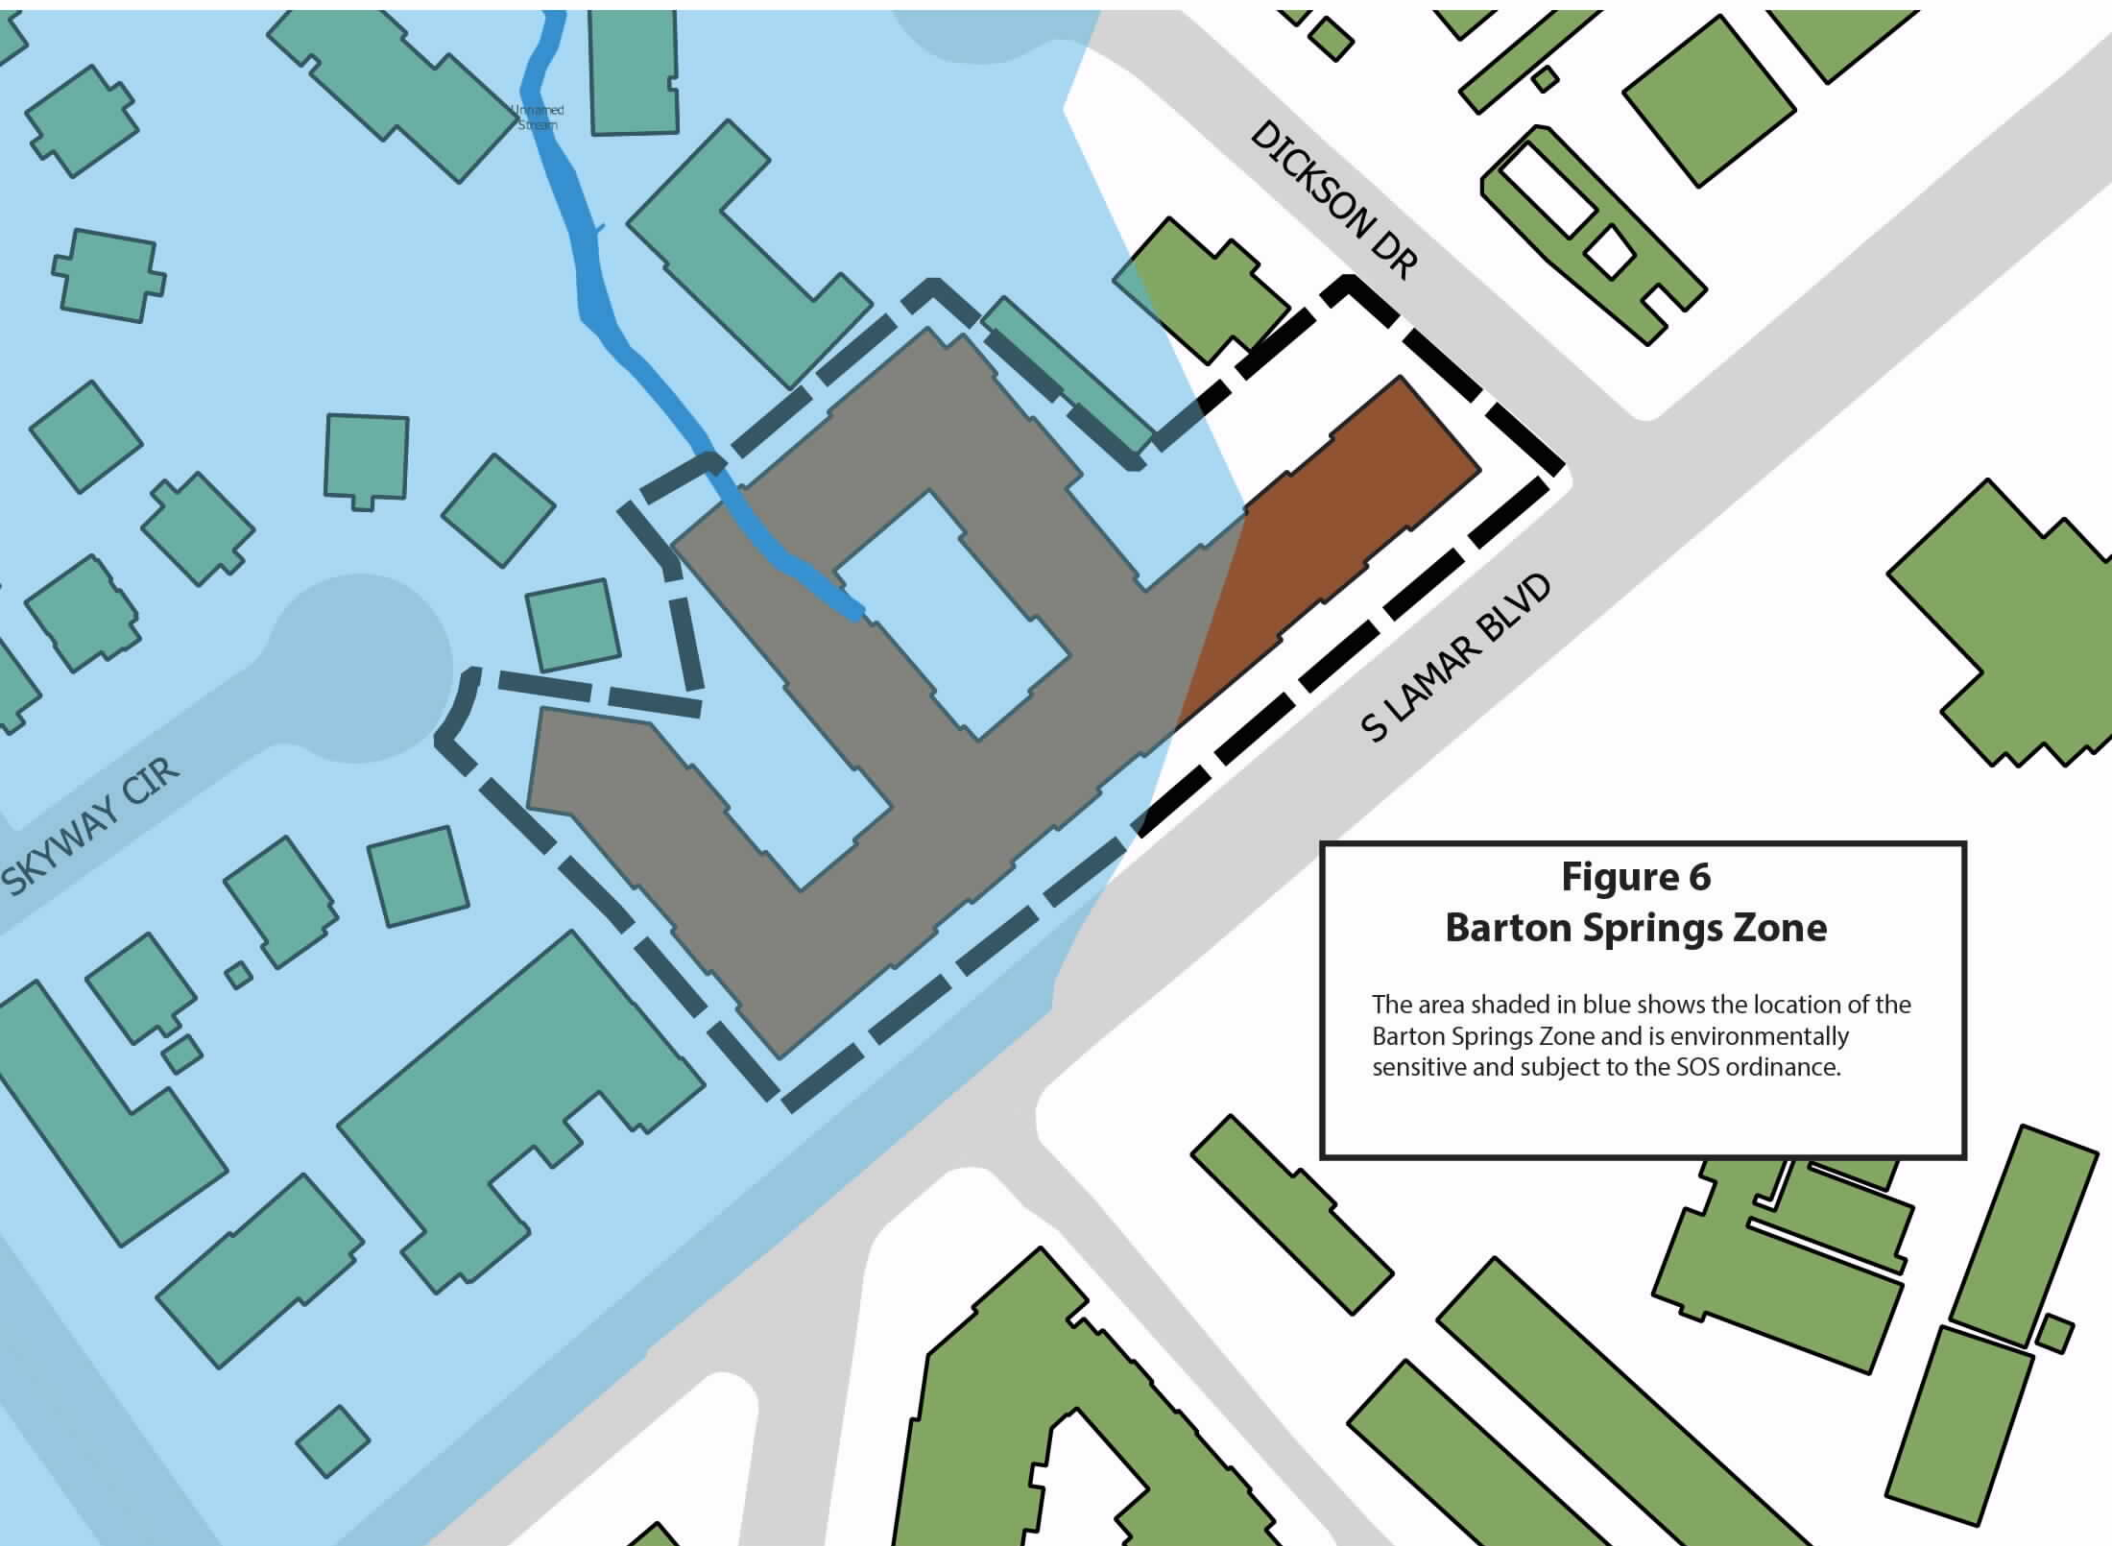 Unnamed
Stream
DICKSON DR
S LAMAR BLVD
SKYWAY CIR
Figure 6
Barton Springs Zone
The area shaded in blue shows the location of the
Barton Springs Zone and is environmentally
sensitive and subject to the SOS ordinance.